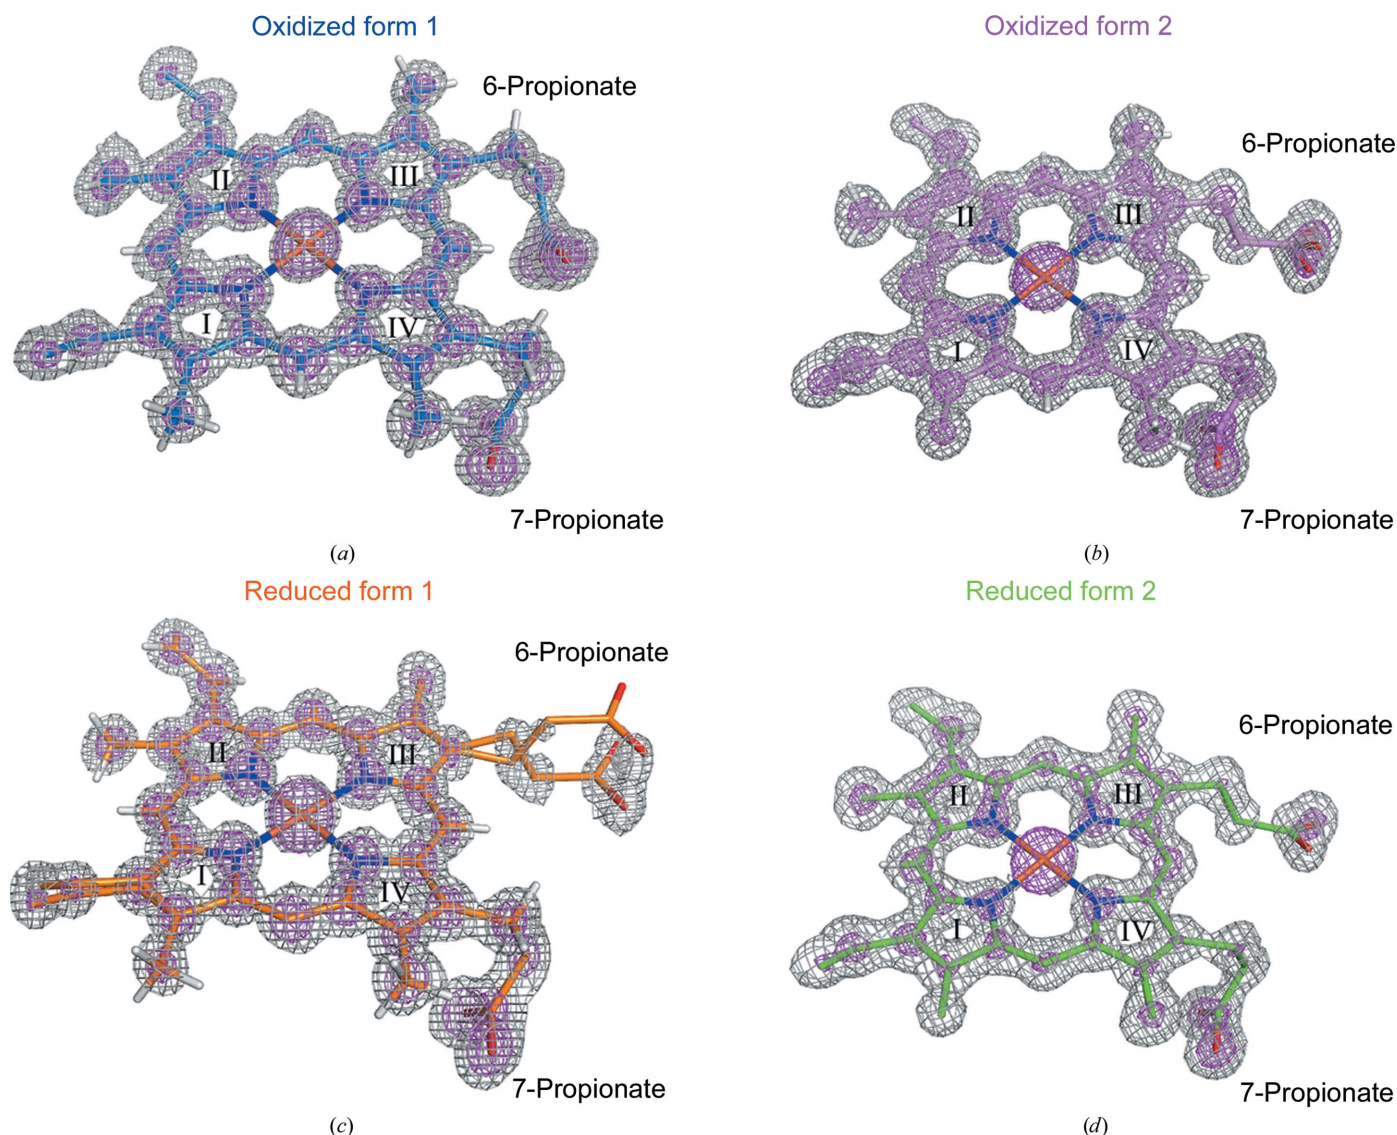 Oxidized form 1
6-Propionate
II
III
I
IV
7-Propionate
(a)
Oxidized form 2
6-Propionate
II
III
I
IV
7-Propionate
(b)
Reduced form 1
6-Propionate
II
III
I
IV
7-Propionate
(c)
Reduced form 2
6-Propionate
II
III
I
IV
7-Propionate
(d)